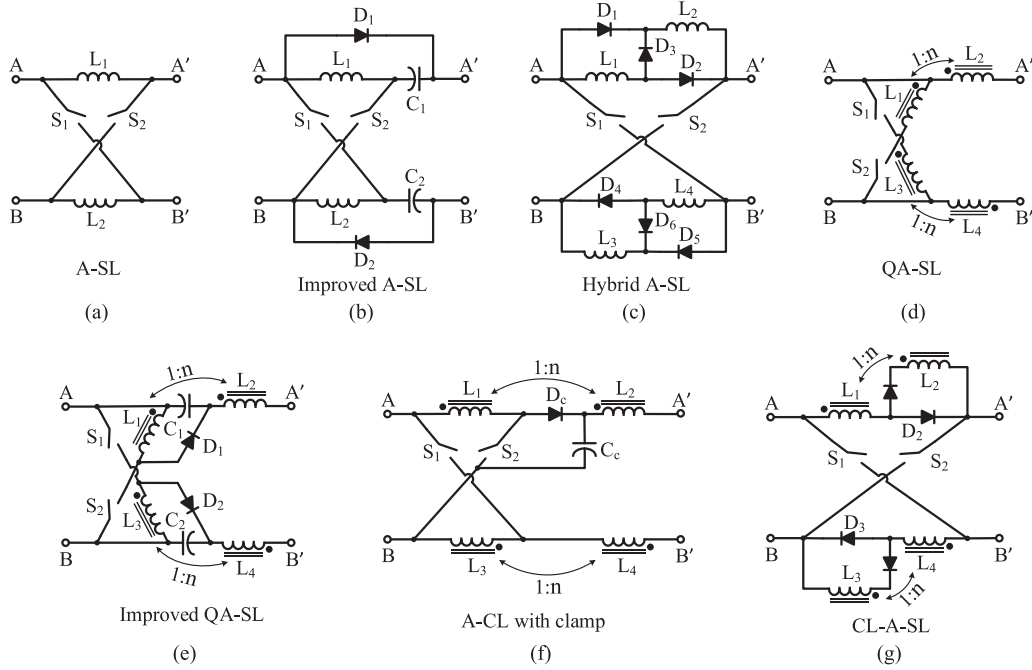 A L₁ A′
S₁ S₂
B L₂ B′
A-SL
(a)
D₁
A L₁ C₁ A′
S₁ S₂
B L₂ C₂ B′
D₂
Improved A-SL
(b)
D₁ L₂
D₃
A L₁ D₂ A′
S₁ S₂
B D₄ L₄ B′
D₆
L₃ D₅
Hybrid A-SL
(c)
1:n L₂
A L₁ A′
S₁
S₂
L₃
B B′
1:n L₄
QA-SL
(d)
1:n L₂
A L₁ C₁ A′
S₁ D₁
S₂ D₂
L₃ C₂
B B′
1:n L₄
Improved QA-SL
(e)
1:n
L₁ Dc L₂
A A′
S₁ S₂ Cc
B B′
L₃ 1:n L₄
A-CL with clamp
(f)
1:n
L₁ L₂
A D₂ A′
S₁ S₂
B D₃ B′
L₃ L₄
1:n
CL-A-SL
(g)